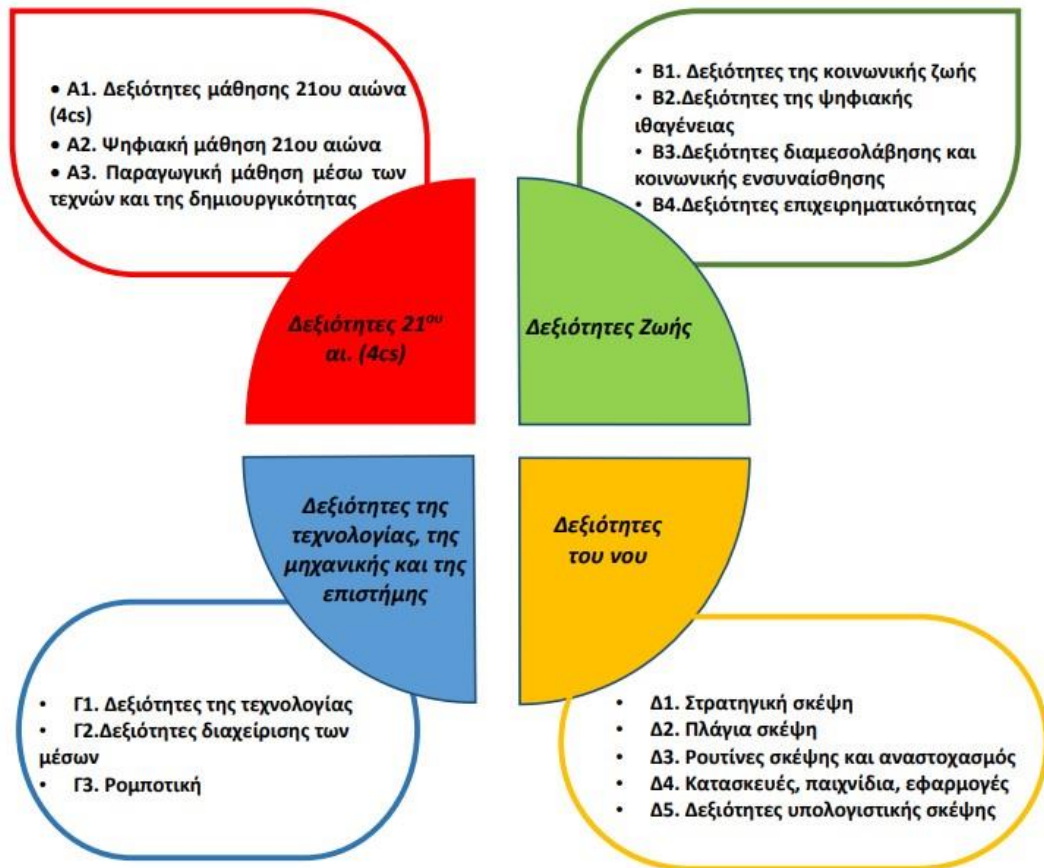 ● Α1. Δεξιότητες μάθησης 21ου αιώνα
(4cs)
● Α2. Ψηφιακή μάθηση 21ου αιώνα
● Α3. Παραγωγική μάθηση μέσω των
τεχνών και της δημιουργικότητας
• Β1. Δεξιότητες της κοινωνικής ζωής
• Β2.Δεξιότητες της ψηφιακής
ιθαγένειας
• Β3.Δεξιότητες διαμεσολάβησης και
κοινωνικής ενσυναίσθησης
• Β4.Δεξιότητες επιχειρηματικότητας
Δεξιότητες 21ου
αι. (4cs)
Δεξιότητες Ζωής
Δεξιότητες της
τεχνολογίας, της
μηχανικής και της
επιστήμης
Δεξιότητες
του νου
• Γ1. Δεξιότητες της τεχνολογίας
• Γ2.Δεξιότητες διαχείρισης των
μέσων
• Γ3. Ρομποτική
• Δ1. Στρατηγική σκέψη
• Δ2. Πλάγια σκέψη
• Δ3. Ρουτίνες σκέψης και αναστοχασμός
• Δ4. Κατασκευές, παιχνίδια, εφαρμογές
• Δ5. Δεξιότητες υπολογιστικής σκέψης